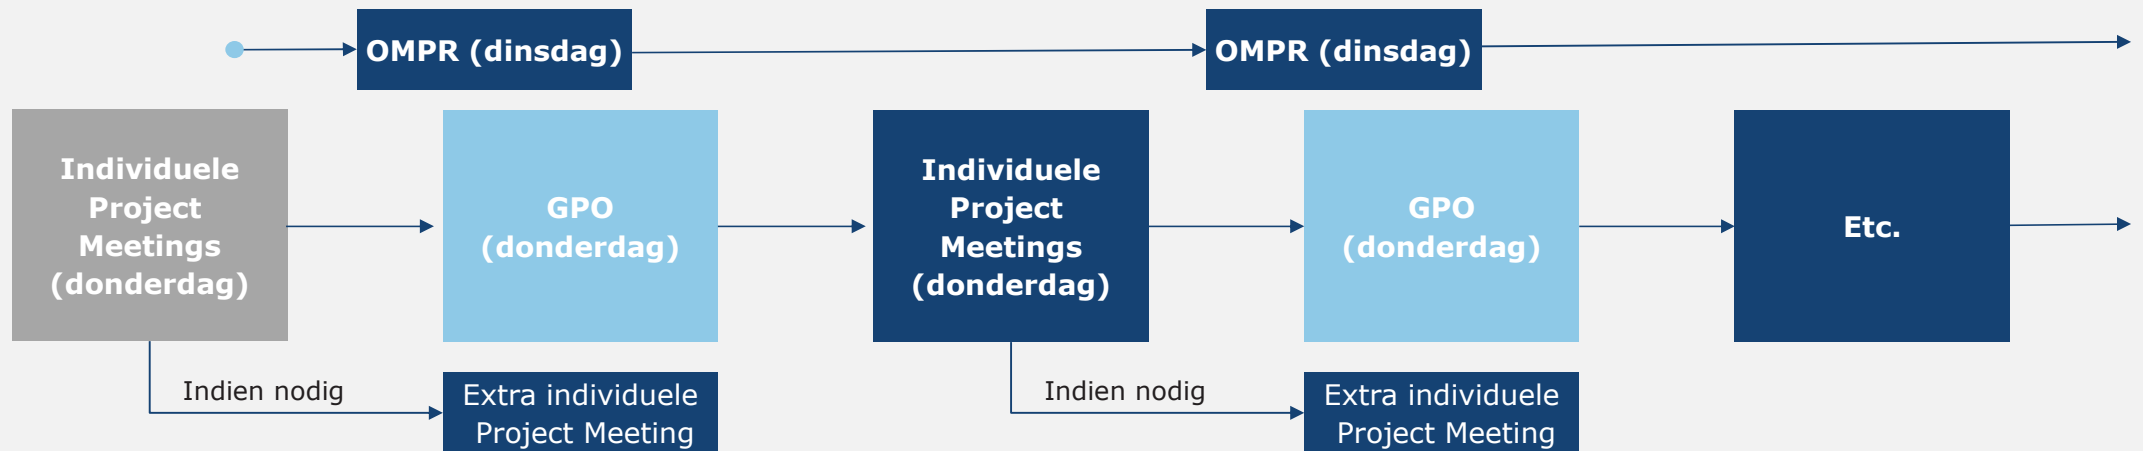 OMPR (dinsdag)
OMPR (dinsdag)
Individuele
Project
Meetings
(donderdag)
GPO
(donderdag)
Individuele
Project
Meetings
(donderdag)
GPO
(donderdag)
Etc.
Indien nodig
Extra individuele
Project Meeting
Indien nodig
Extra individuele
Project Meeting